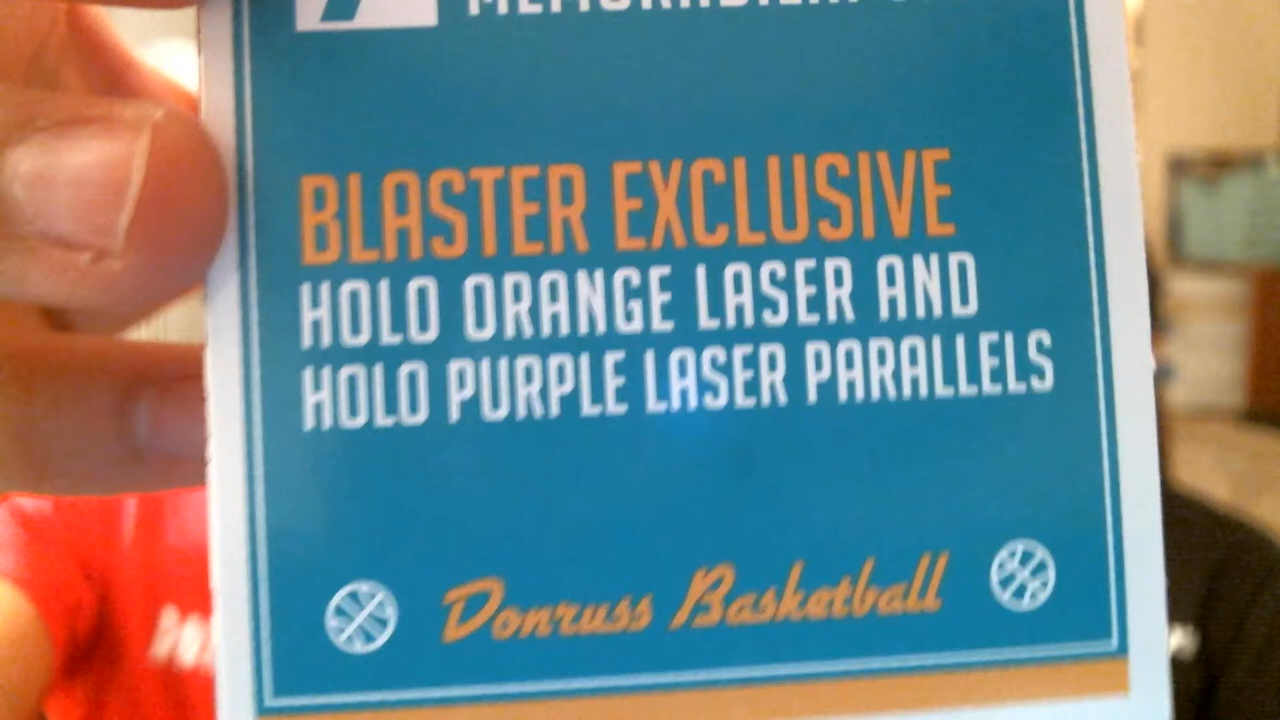 BLASTER EXCLUSIVE
HOLO ORANGE LASER AND
HOLO PURPLE LASER PARALLELS
Donruss Basketball